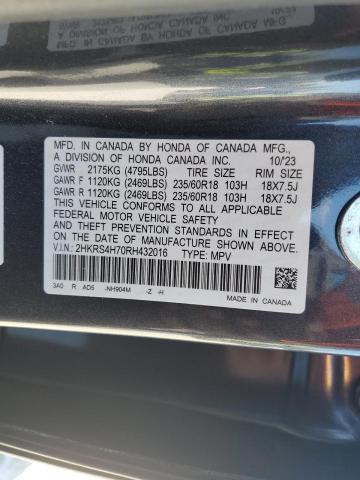 MFD. IN CANADA BY HONDA OF CANADA MFG.,
A DIVISION OF HONDA CANADA INC. 10/23
GVWR 2175KG (4795LBS) TIRE SIZE RIM SIZE
GAWR F 1120KG (2469LBS) 235/60R18 103H 18X7.5J
GAWR R 1120KG (2469LBS) 235/60R18 103H 18X7.5J
THIS VEHICLE CONFORMS TO ALL APPLICABLE
FEDERAL MOTOR VEHICLE SAFETY
AND THEFT PREVENTION STANDARDS IN
EFFECT ON THE DATE OF MANUFACTURE
SHOWN ABOVE.
V.I.N: 2HKRS4H70RH432016 TYPE: MPV
3A0 R AD5 -NH904M -Z -H
MADE IN CANADA